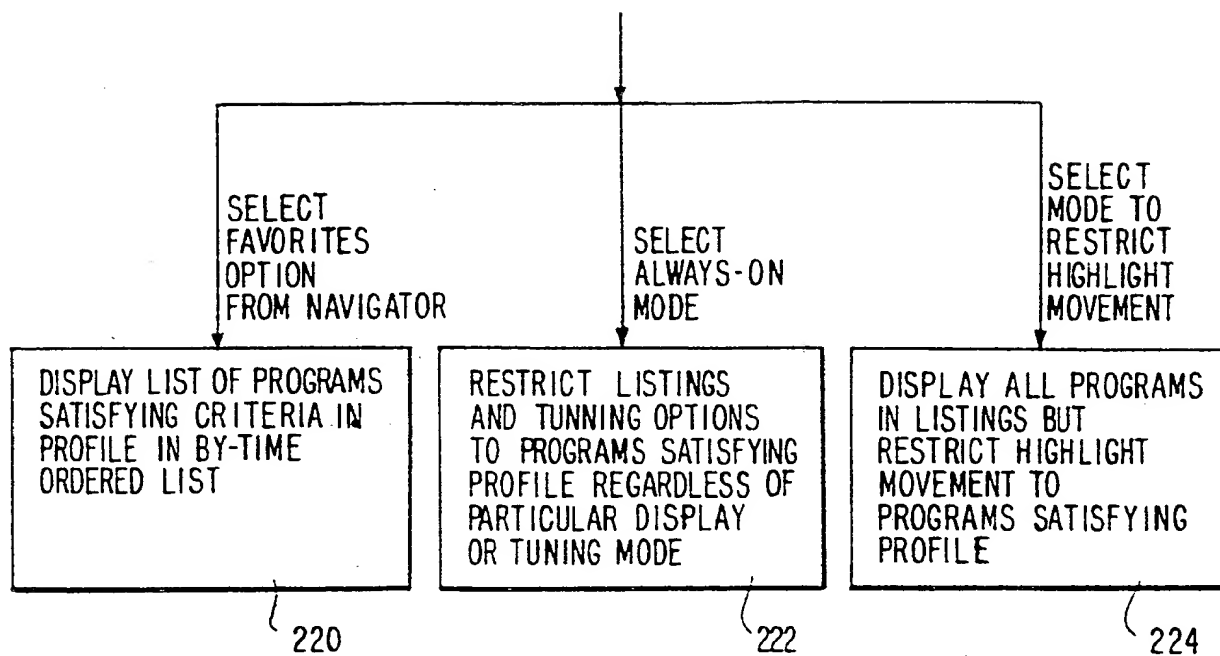 SELECT
FAVORITES
OPTION
FROM NAVIGATOR
SELECT
ALWAYS-ON
MODE
SELECT
MODE TO
RESTRICT
HIGHLIGHT
MOVEMENT
DISPLAY LIST OF PROGRAMS
SATISFYING CRITERIA IN
PROFILE IN BY-TIME
ORDERED LIST
RESTRICT LISTINGS
AND TUNNING OPTIONS
TO PROGRAMS SATISFYING
PROFILE REGARDLESS OF
PARTICULAR DISPLAY
OR TUNING MODE
DISPLAY ALL PROGRAMS
IN LISTINGS BUT
RESTRICT HIGHLIGHT
MOVEMENT TO
PROGRAMS SATISFYING
PROFILE
220
222
224